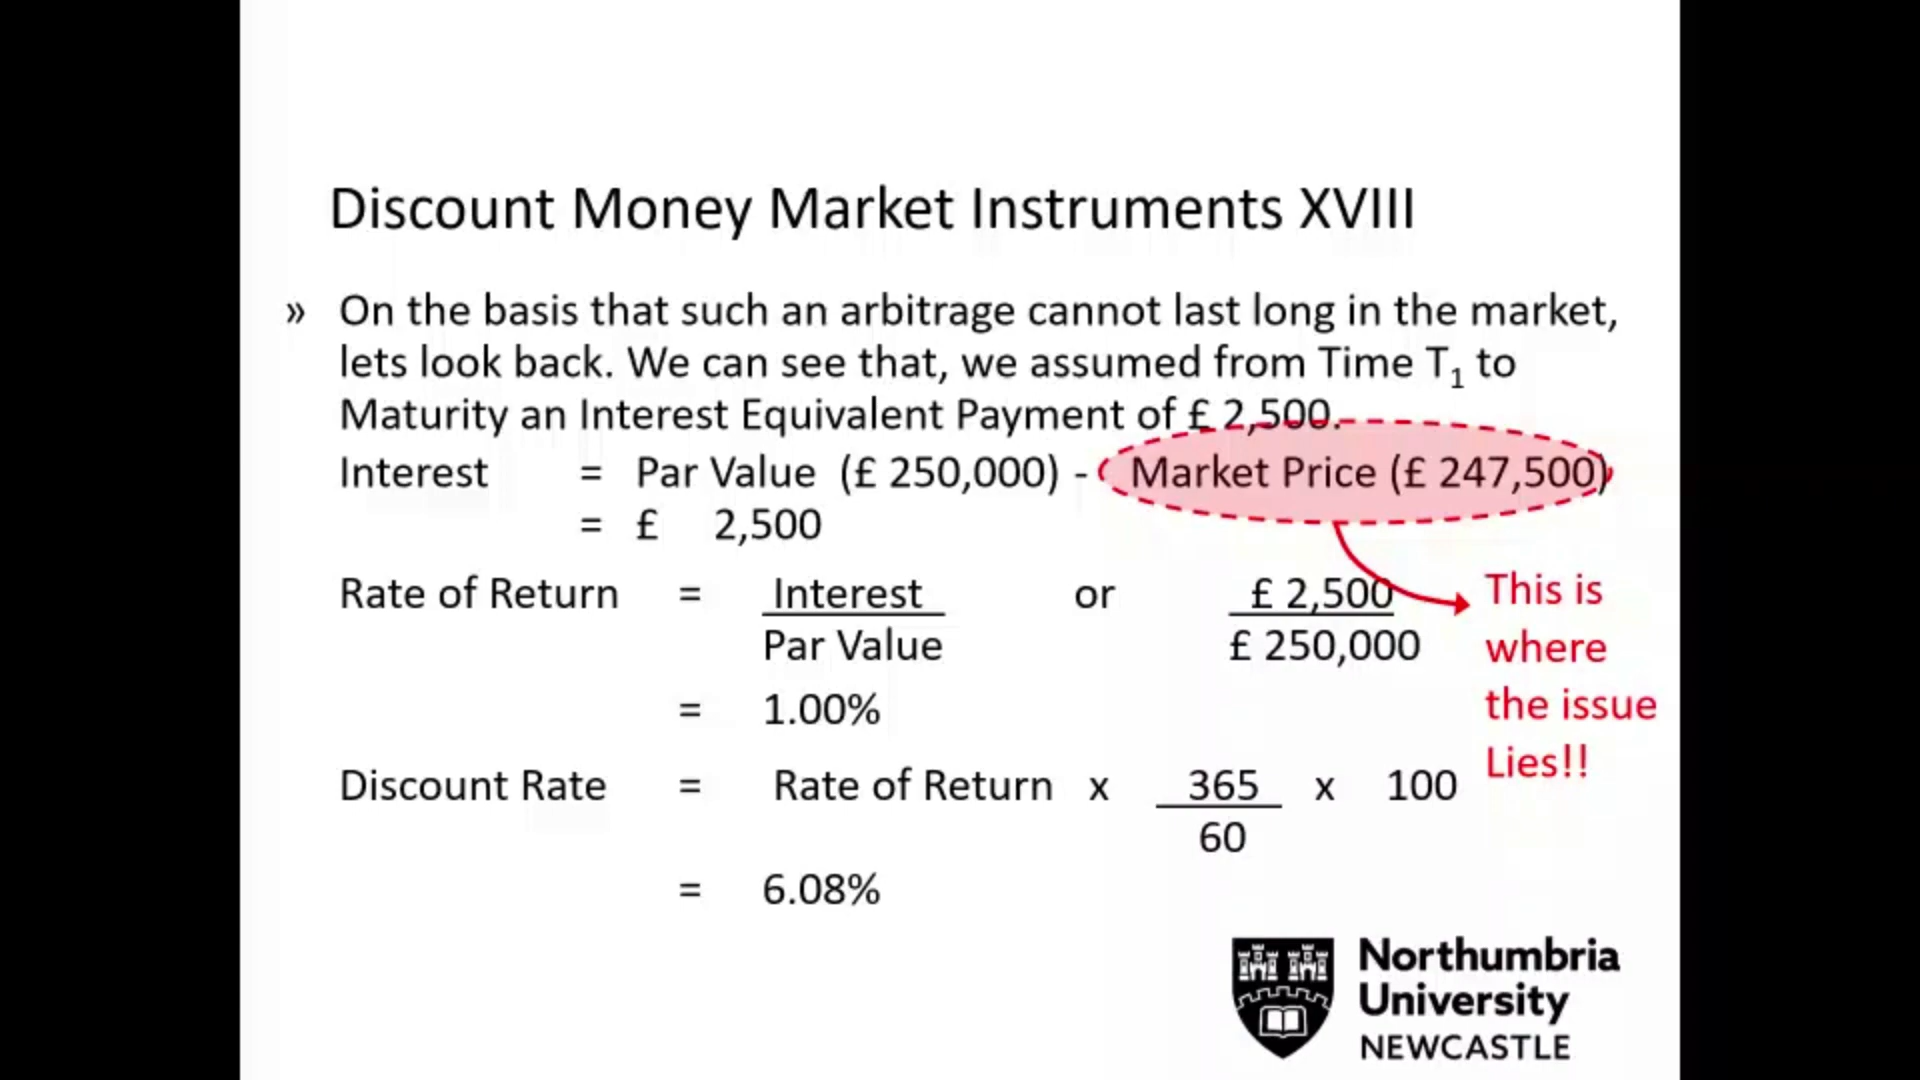 Discount Money Market Instruments XVIII
» On the basis that such an arbitrage cannot last long in the market,
lets look back. We can see that, we assumed from Time T1 to
Maturity an Interest Equivalent Payment of £ 2,500.
Interest = Par Value (£ 250,000) - Market Price (£ 247,500)
= £ 2,500
Rate of Return = Interest or £ 2,500
Par Value £ 250,000
= 1.00%
This is
where
the issue
Lies!!
Discount Rate = Rate of Return x 365 x 100
60
= 6.08%
Northumbria
University
NEWCASTLE